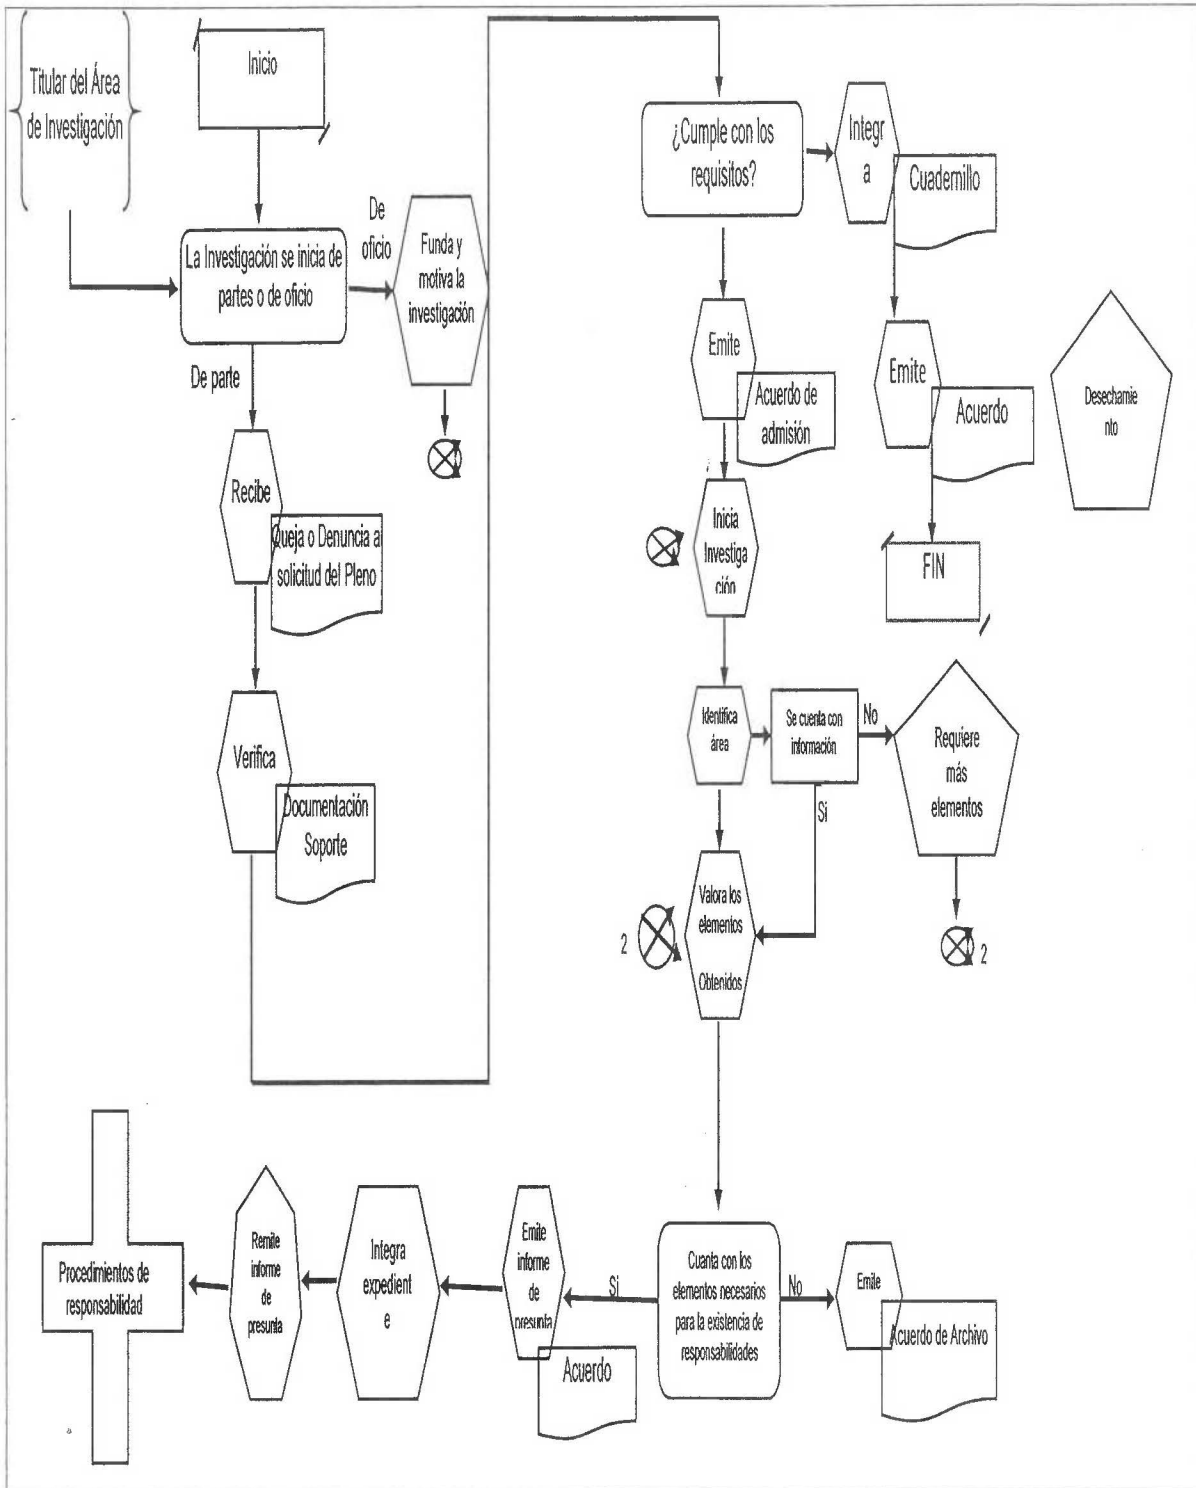 Titular del Área
de Investigación
Inicio
La Investigación se inicia de
partes o de oficio
De
oficio
Funda y
motiva la
investigación
De parte
Recibe
Queja o Denuncia a
solicitud del Pleno
Verifica
Documentación
Soporte
¿Cumple con los
requisitos?
Integr
a
Cuadernillo
Emite
Acuerdo de
admisión
Emite
Acuerdo
Desechamie
nto
Inicia
Investiga
ción
FIN
Identifica
área
Se cuenta con
información
No
Requiere
más
elementos
Si
Valora los
elementos
Obtenidos
2
2
Procedimientos de
responsabilidad
Remite
informe
de
presunta
Integra
expedient
e
Emite
informe
de
presunta
Acuerdo
Si
Cuanta con los
elementos necesarios
para la existencia de
responsabilidades
No
Emite
Acuerdo de Archivo